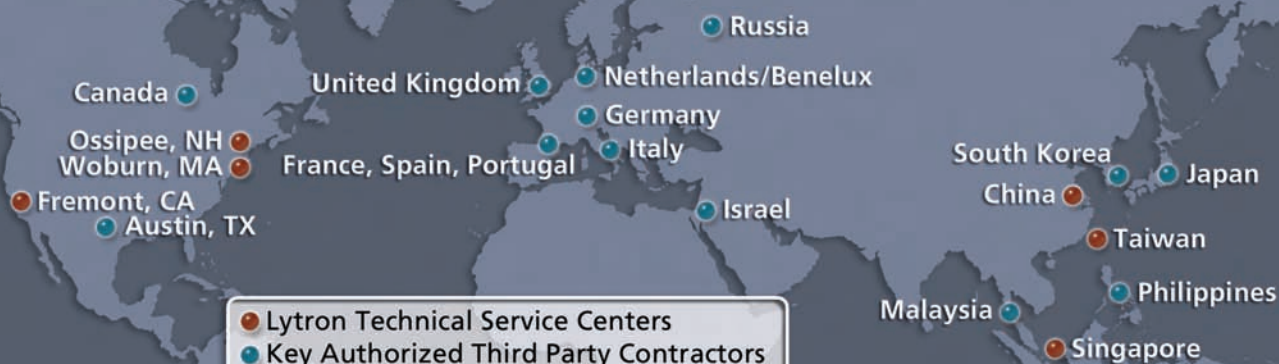 Russia
United Kingdom
Netherlands/Benelux
Canada
Germany
Ossipee, NH
Italy
South Korea
Woburn, MA
France, Spain, Portugal
Japan
China
Fremont, CA
Israel
Austin, TX
Taiwan
Philippines
Malaysia
Lytron Technical Service Centers
Singapore
Key Authorized Third Party Contractors